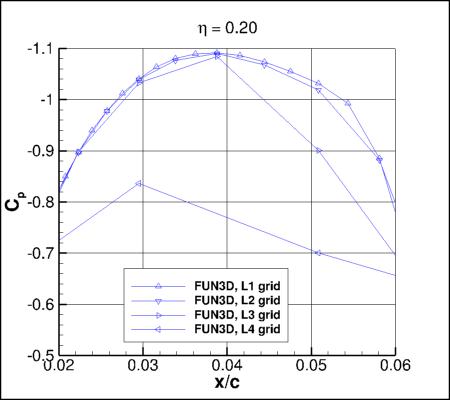 η = 0.20
-1.1
-1
-0.9
-0.8
-0.7
-0.6
-0.5
Cp
FUN3D, L1 grid
FUN3D, L2 grid
FUN3D, L3 grid
FUN3D, L4 grid
0.02 0.03 0.04 0.05 0.06
x/c